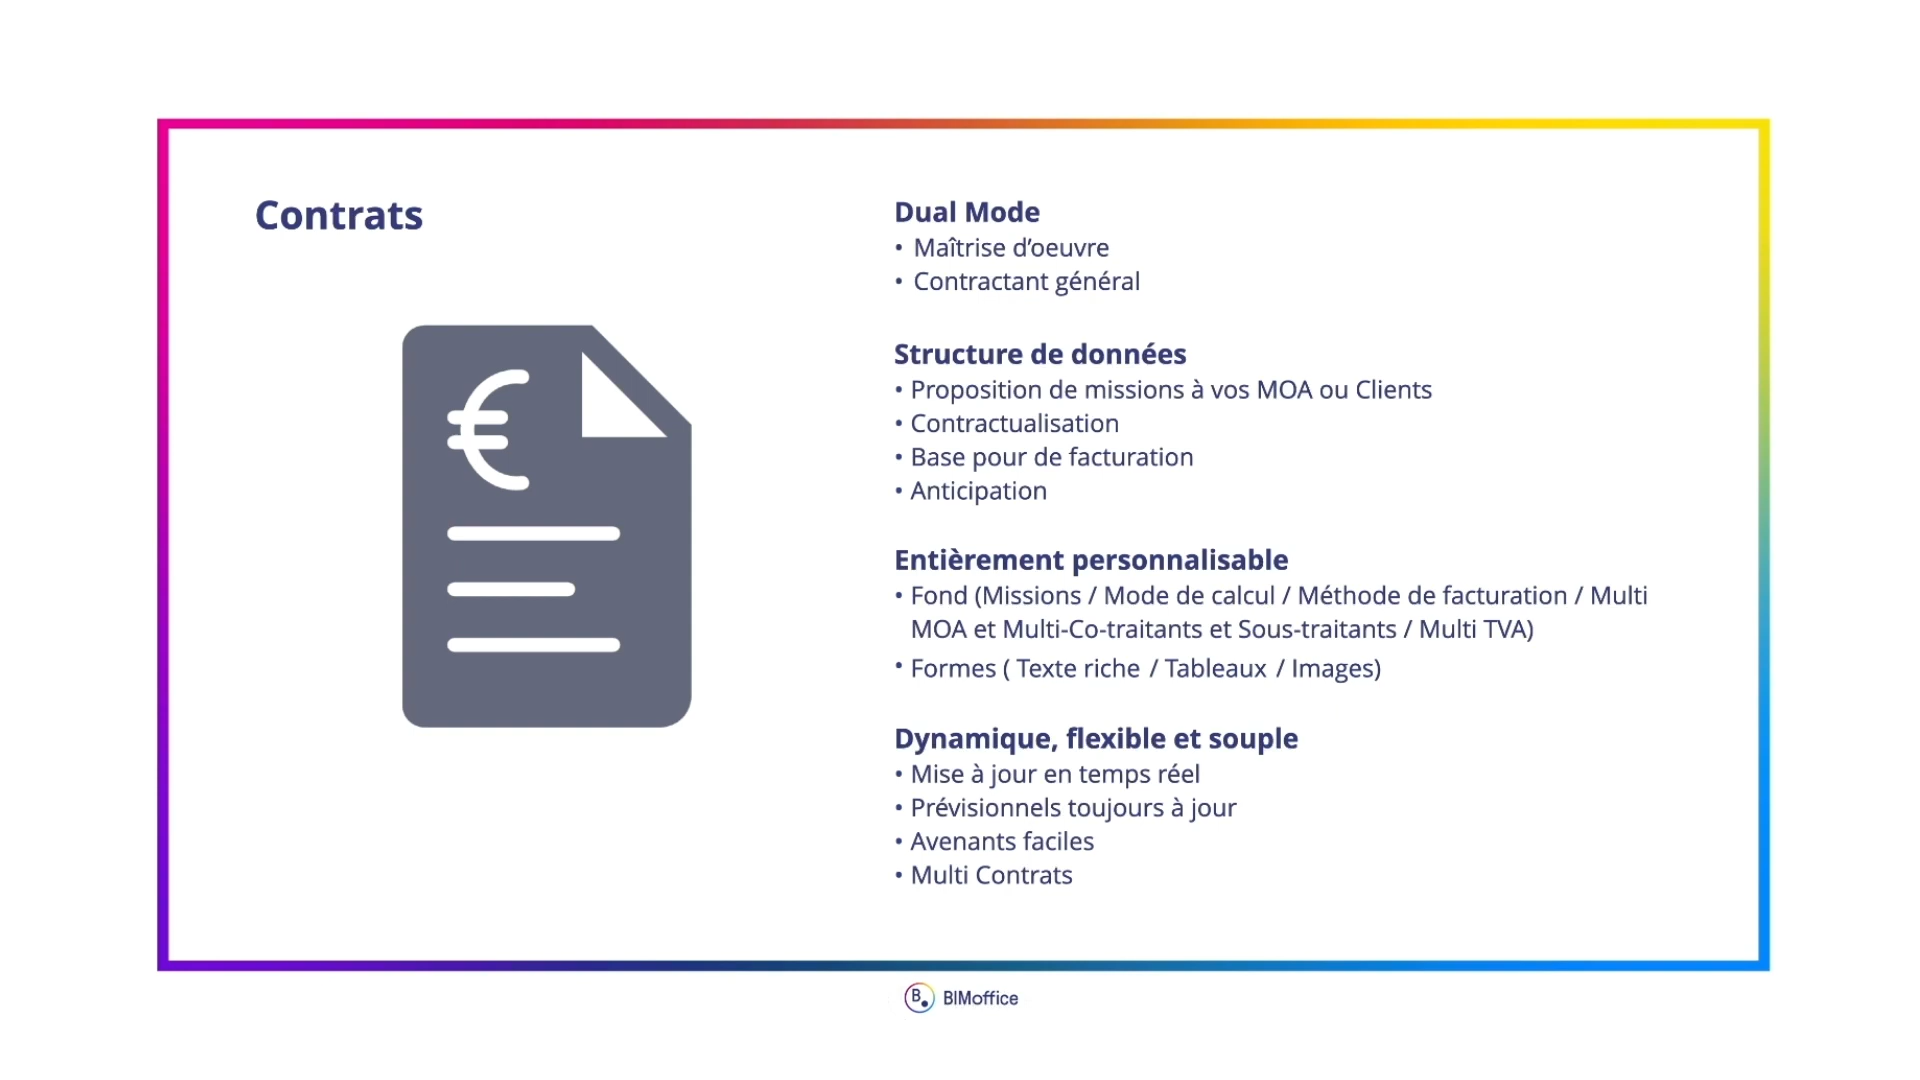 Contrats
Dual Mode
• Maîtrise d'oeuvre
• Contractant général
Structure de données
• Proposition de missions à vos MOA ou Clients
• Contractualisation
• Base pour de facturation
• Anticipation
Entièrement personnalisable
• Fond (Missions / Mode de calcul / Méthode de facturation / Multi
MOA et Multi-Co-traitants et Sous-traitants / Multi TVA)
• Formes ( Texte riche / Tableaux / Images)
Dynamique, flexible et souple
• Mise à jour en temps réel
• Prévisionnels toujours à jour
• Avenants faciles
• Multi Contrats
€
B. BIMoffice